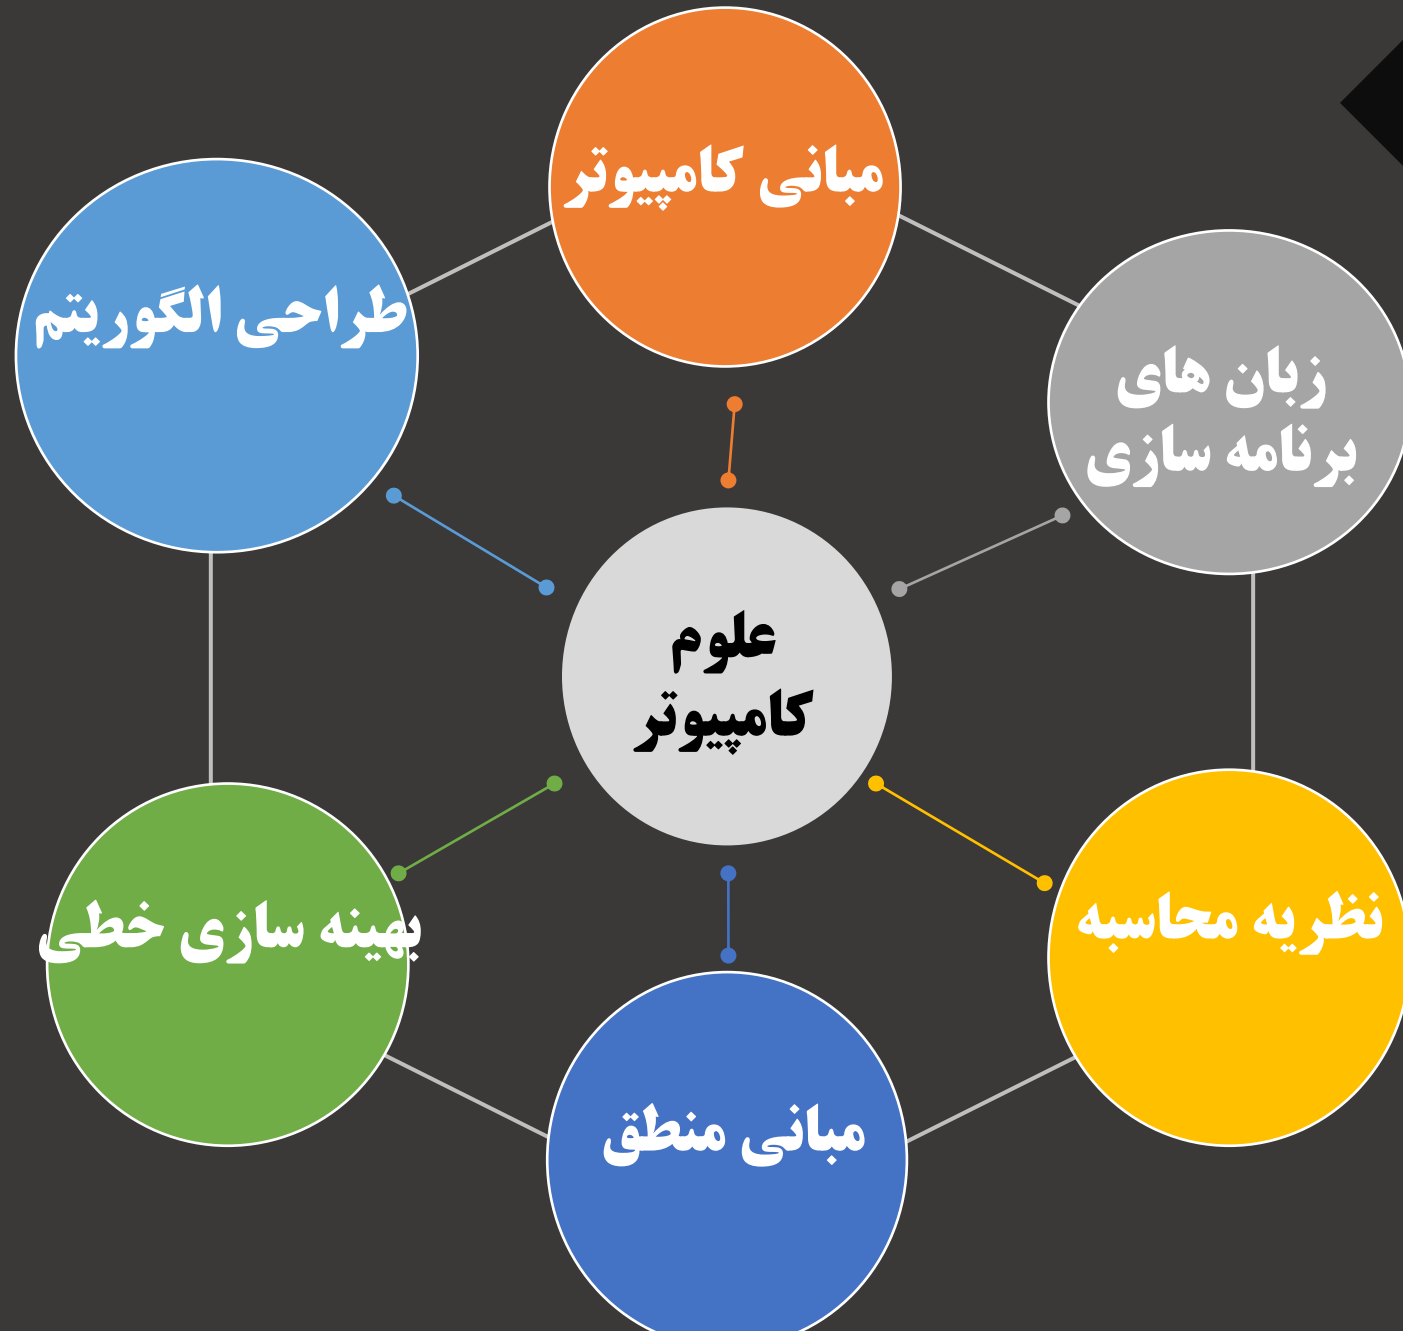 مبانی کامپیوتر
طراحی الگوریتم
زبان های
برنامه سازی
علوم
کامپیوتر
بهینه سازی خطی
نظریه محاسبه
مبانی منطق